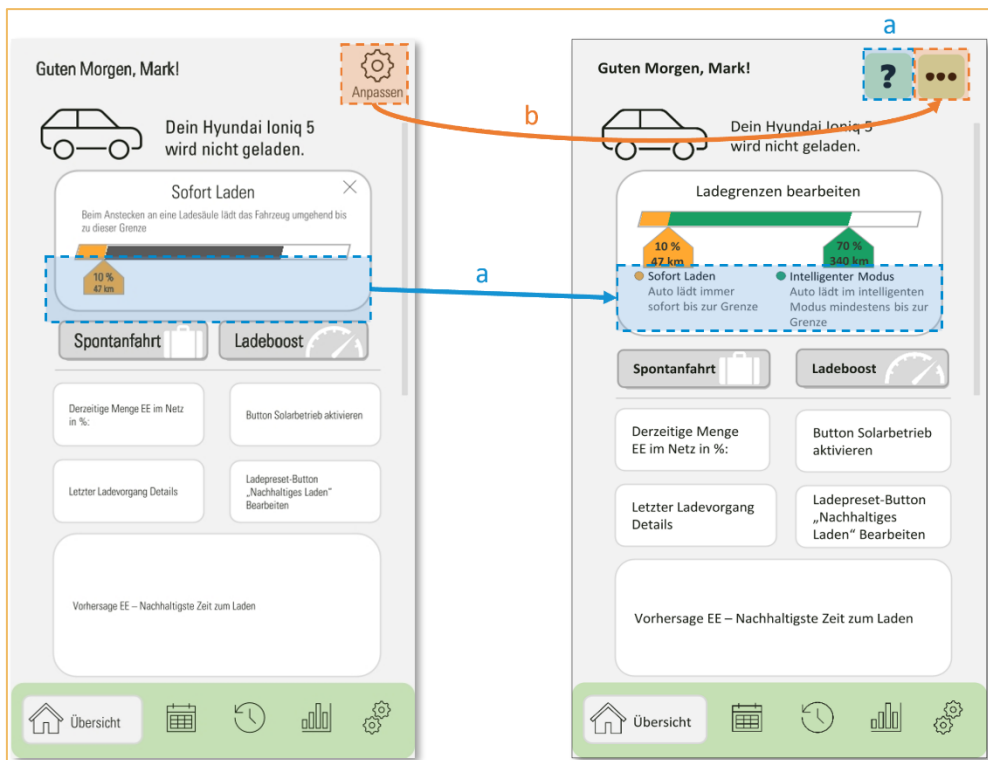 a
Guten Morgen, Mark!
Anpassen
b
Dein Hyundai Ioniq 5
wird nicht geladen.
Sofort Laden
Beim Anstecken an eine Ladesäule lädt das Fahrzeug umgehend bis
zu dieser Grenze
10 %
47 km
a
Spontanfahrt
Ladeboost
Derzeitige Menge EE im Netz
in %:
Button Solarbetrieb aktivieren
Letzter Ladevorgang Details
Ladepreset-Button
„Nachhaltiges Laden“
Bearbeiten
Vorhersage EE – Nachhaltigste Zeit zum Laden
Übersicht
Guten Morgen, Mark!
?
Dein Hyundai Ioniq 5
wird nicht geladen.
Ladegrenzen bearbeiten
10 %
47 km
70 %
340 km
Sofort Laden
Auto lädt immer
sofort bis zur Grenze
Intelligenter Modus
Auto lädt im intelligenten
Modus mindestens bis zur
Grenze
Spontanfahrt
Ladeboost
Derzeitige Menge
EE im Netz in %:
Button Solarbetrieb
aktivieren
Letzter Ladevorgang
Details
Ladepreset-Button
„Nachhaltiges
Laden“ Bearbeiten
Vorhersage EE – Nachhaltigste Zeit zum Laden
Übersicht